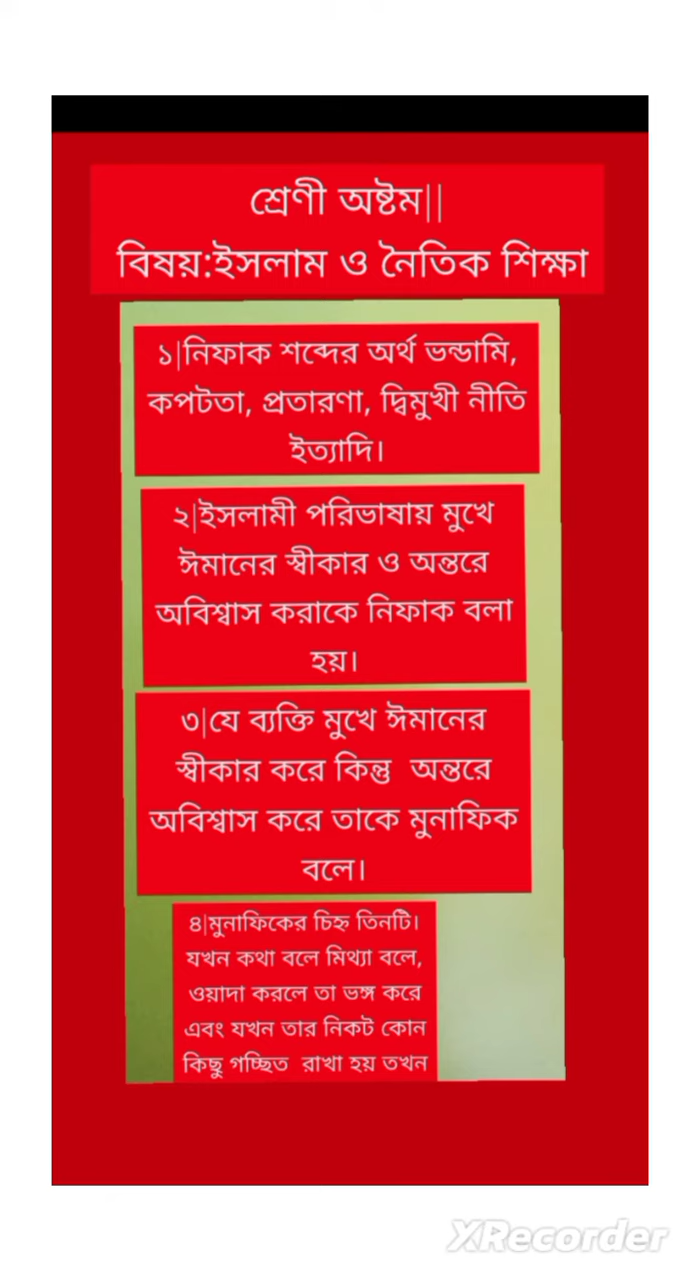 শ্রেণী অষ্টম||
বিষয়:ইসলাম ও নৈতিক শিক্ষা
১|নিফাক শব্দের অর্থ ভন্ডামি,
কপটতা, প্রতারণা, দ্বিমুখী নীতি
ইত্যাদি।
২|ইসলামী পরিভাষায় মুখে
ঈমানের স্বীকার ও অন্তরে
অবিশ্বাস করাকে নিফাক বলা
হয়।
৩|যে ব্যক্তি মুখে ঈমানের
স্বীকার করে কিন্তু অন্তরে
অবিশ্বাস করে তাকে মুনাফিক
বলে।
৪|মুনাফিকের চিহ্ন তিনটি।
যখন কথা বলে মিথ্যা বলে,
ওয়াদা করলে তা ভঙ্গ করে
এবং যখন তার নিকট কোন
কিছু গচ্ছিত রাখা হয় তখন
XRecorder